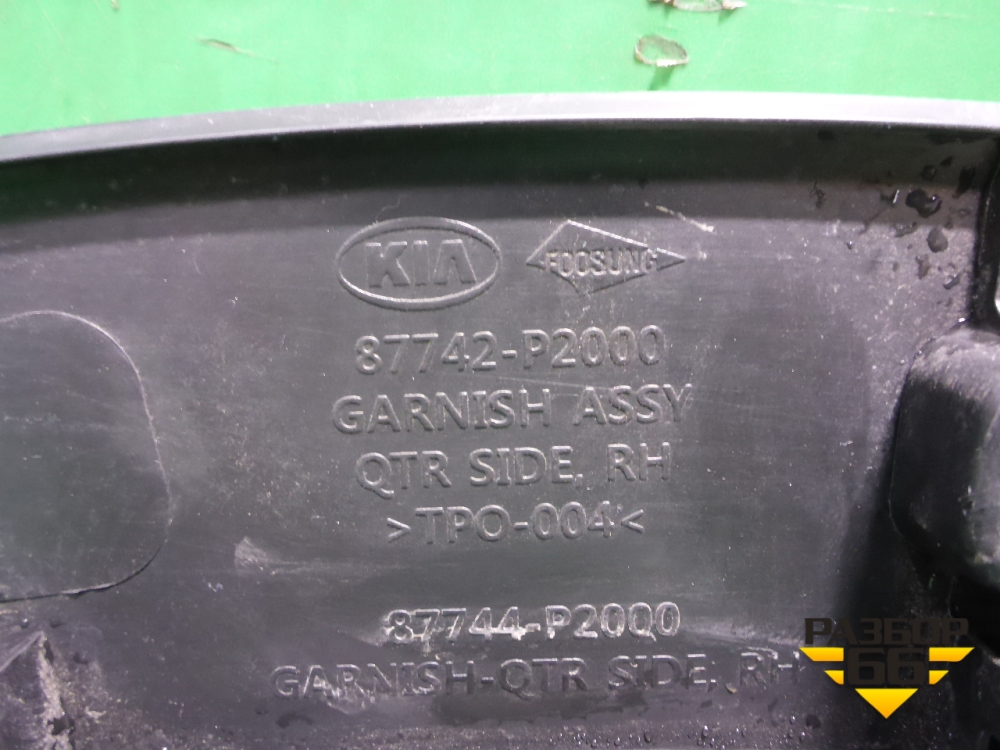 KIA FOOSUNG
87742-P2000
GARNISH ASSY
QTR SIDE, RH
>TPO-004<
87744-P2000
GARNISH-QTR SIDE, RH
РАЗБОР
66